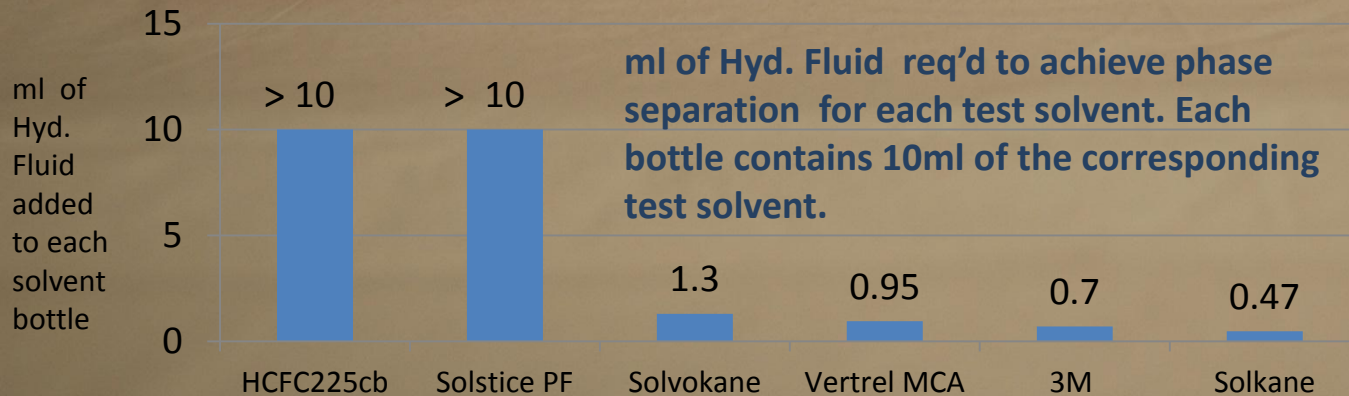 15
10
5
0
ml of
Hyd.
Fluid
added
to each
solvent
bottle
ml of Hyd. Fluid req'd to achieve phase
separation for each test solvent. Each
bottle contains 10ml of the corresponding
test solvent.
> 10
> 10
1.3
0.95
0.7
0.47
HCFC225cb
Solstice PF
Solvokane
Vertrel MCA
3M
Solkane